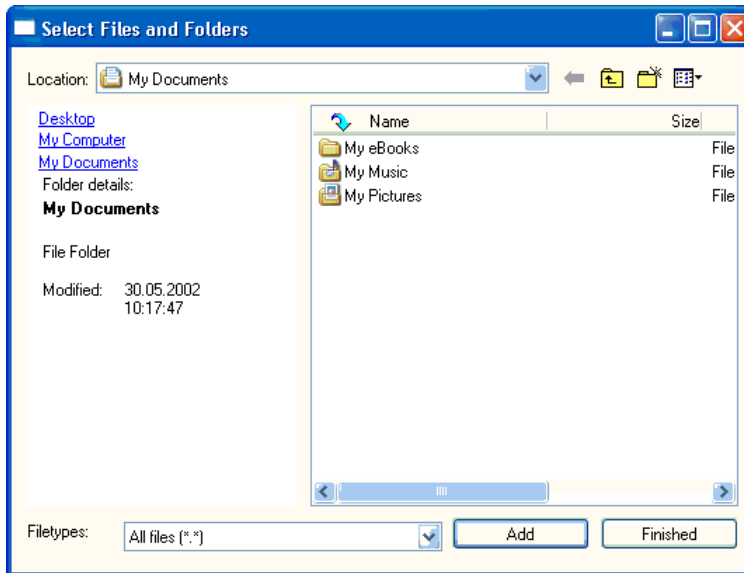 Select Files and Folders
Location: My Documents
Desktop
My Computer
My Documents
Folder details:
My Documents
File Folder
Modified: 30.05.2002
10:17:47
Name Size
My eBooks File
My Music File
My Pictures File
Filetypes: All files (*.*) Add Finished